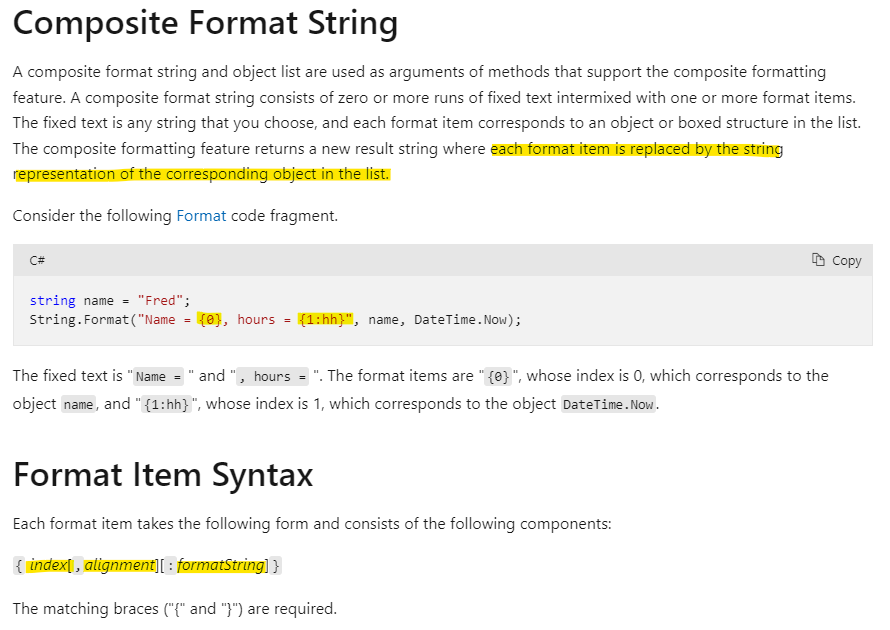 Composite Format String
A composite format string and object list are used as arguments of methods that support the composite formatting
feature. A composite format string consists of zero or more runs of fixed text intermixed with one or more format items.
The fixed text is any string that you choose, and each format item corresponds to an object or boxed structure in the list.
The composite formatting feature returns a new result string where each format item is replaced by the string
representation of the corresponding object in the list.
Consider the following Format code fragment.
C# Copy
string name = "Fred";
String.Format("Name = {0}, hours = {1:hh}", name, DateTime.Now);
The fixed text is "Name = " and ", hours = ". The format items are "{0}", whose index is 0, which corresponds to the
object name, and "{1:hh}", whose index is 1, which corresponds to the object DateTime.Now.
Format Item Syntax
Each format item takes the following form and consists of the following components:
{ index[,alignment][:formatString]}
The matching braces ("{" and "}") are required.